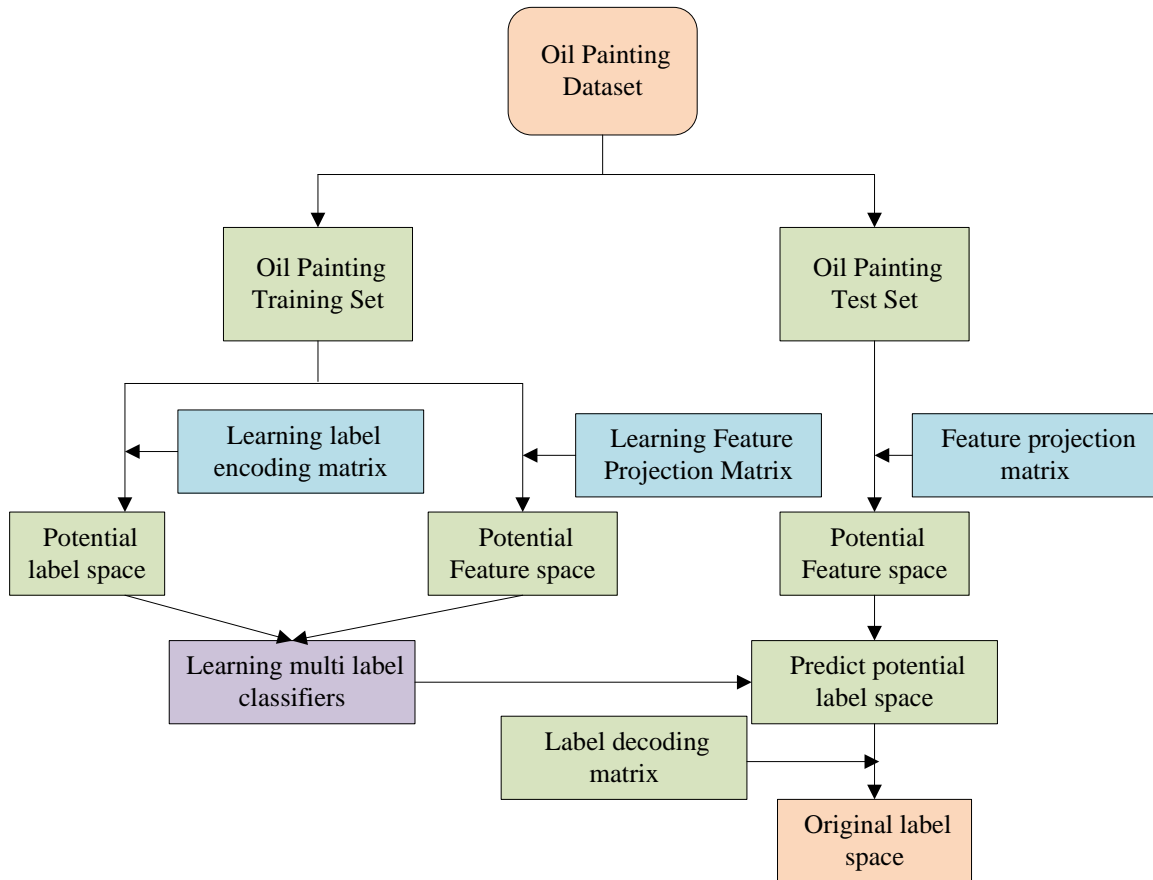 Oil Painting
Dataset
Oil Painting
Training Set
Oil Painting
Test Set
Learning label
encoding matrix
Learning Feature
Projection Matrix
Feature projection
matrix
Potential
label space
Potential
Feature space
Potential
Feature space
Learning multi label
classifiers
Predict potential
label space
Label decoding
matrix
Original label
space